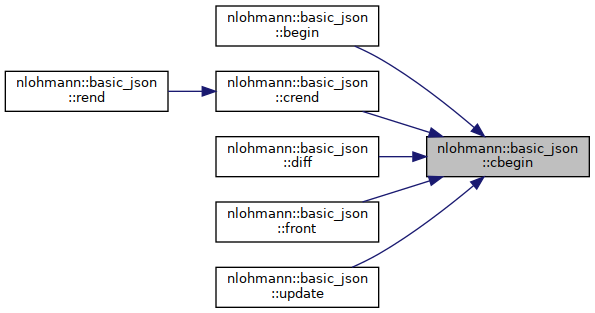 nlohmann::basic_json
::begin
nlohmann::basic_json
::rend
nlohmann::basic_json
::crend
nlohmann::basic_json
::diff
nlohmann::basic_json
::cbegin
nlohmann::basic_json
::front
nlohmann::basic_json
::update